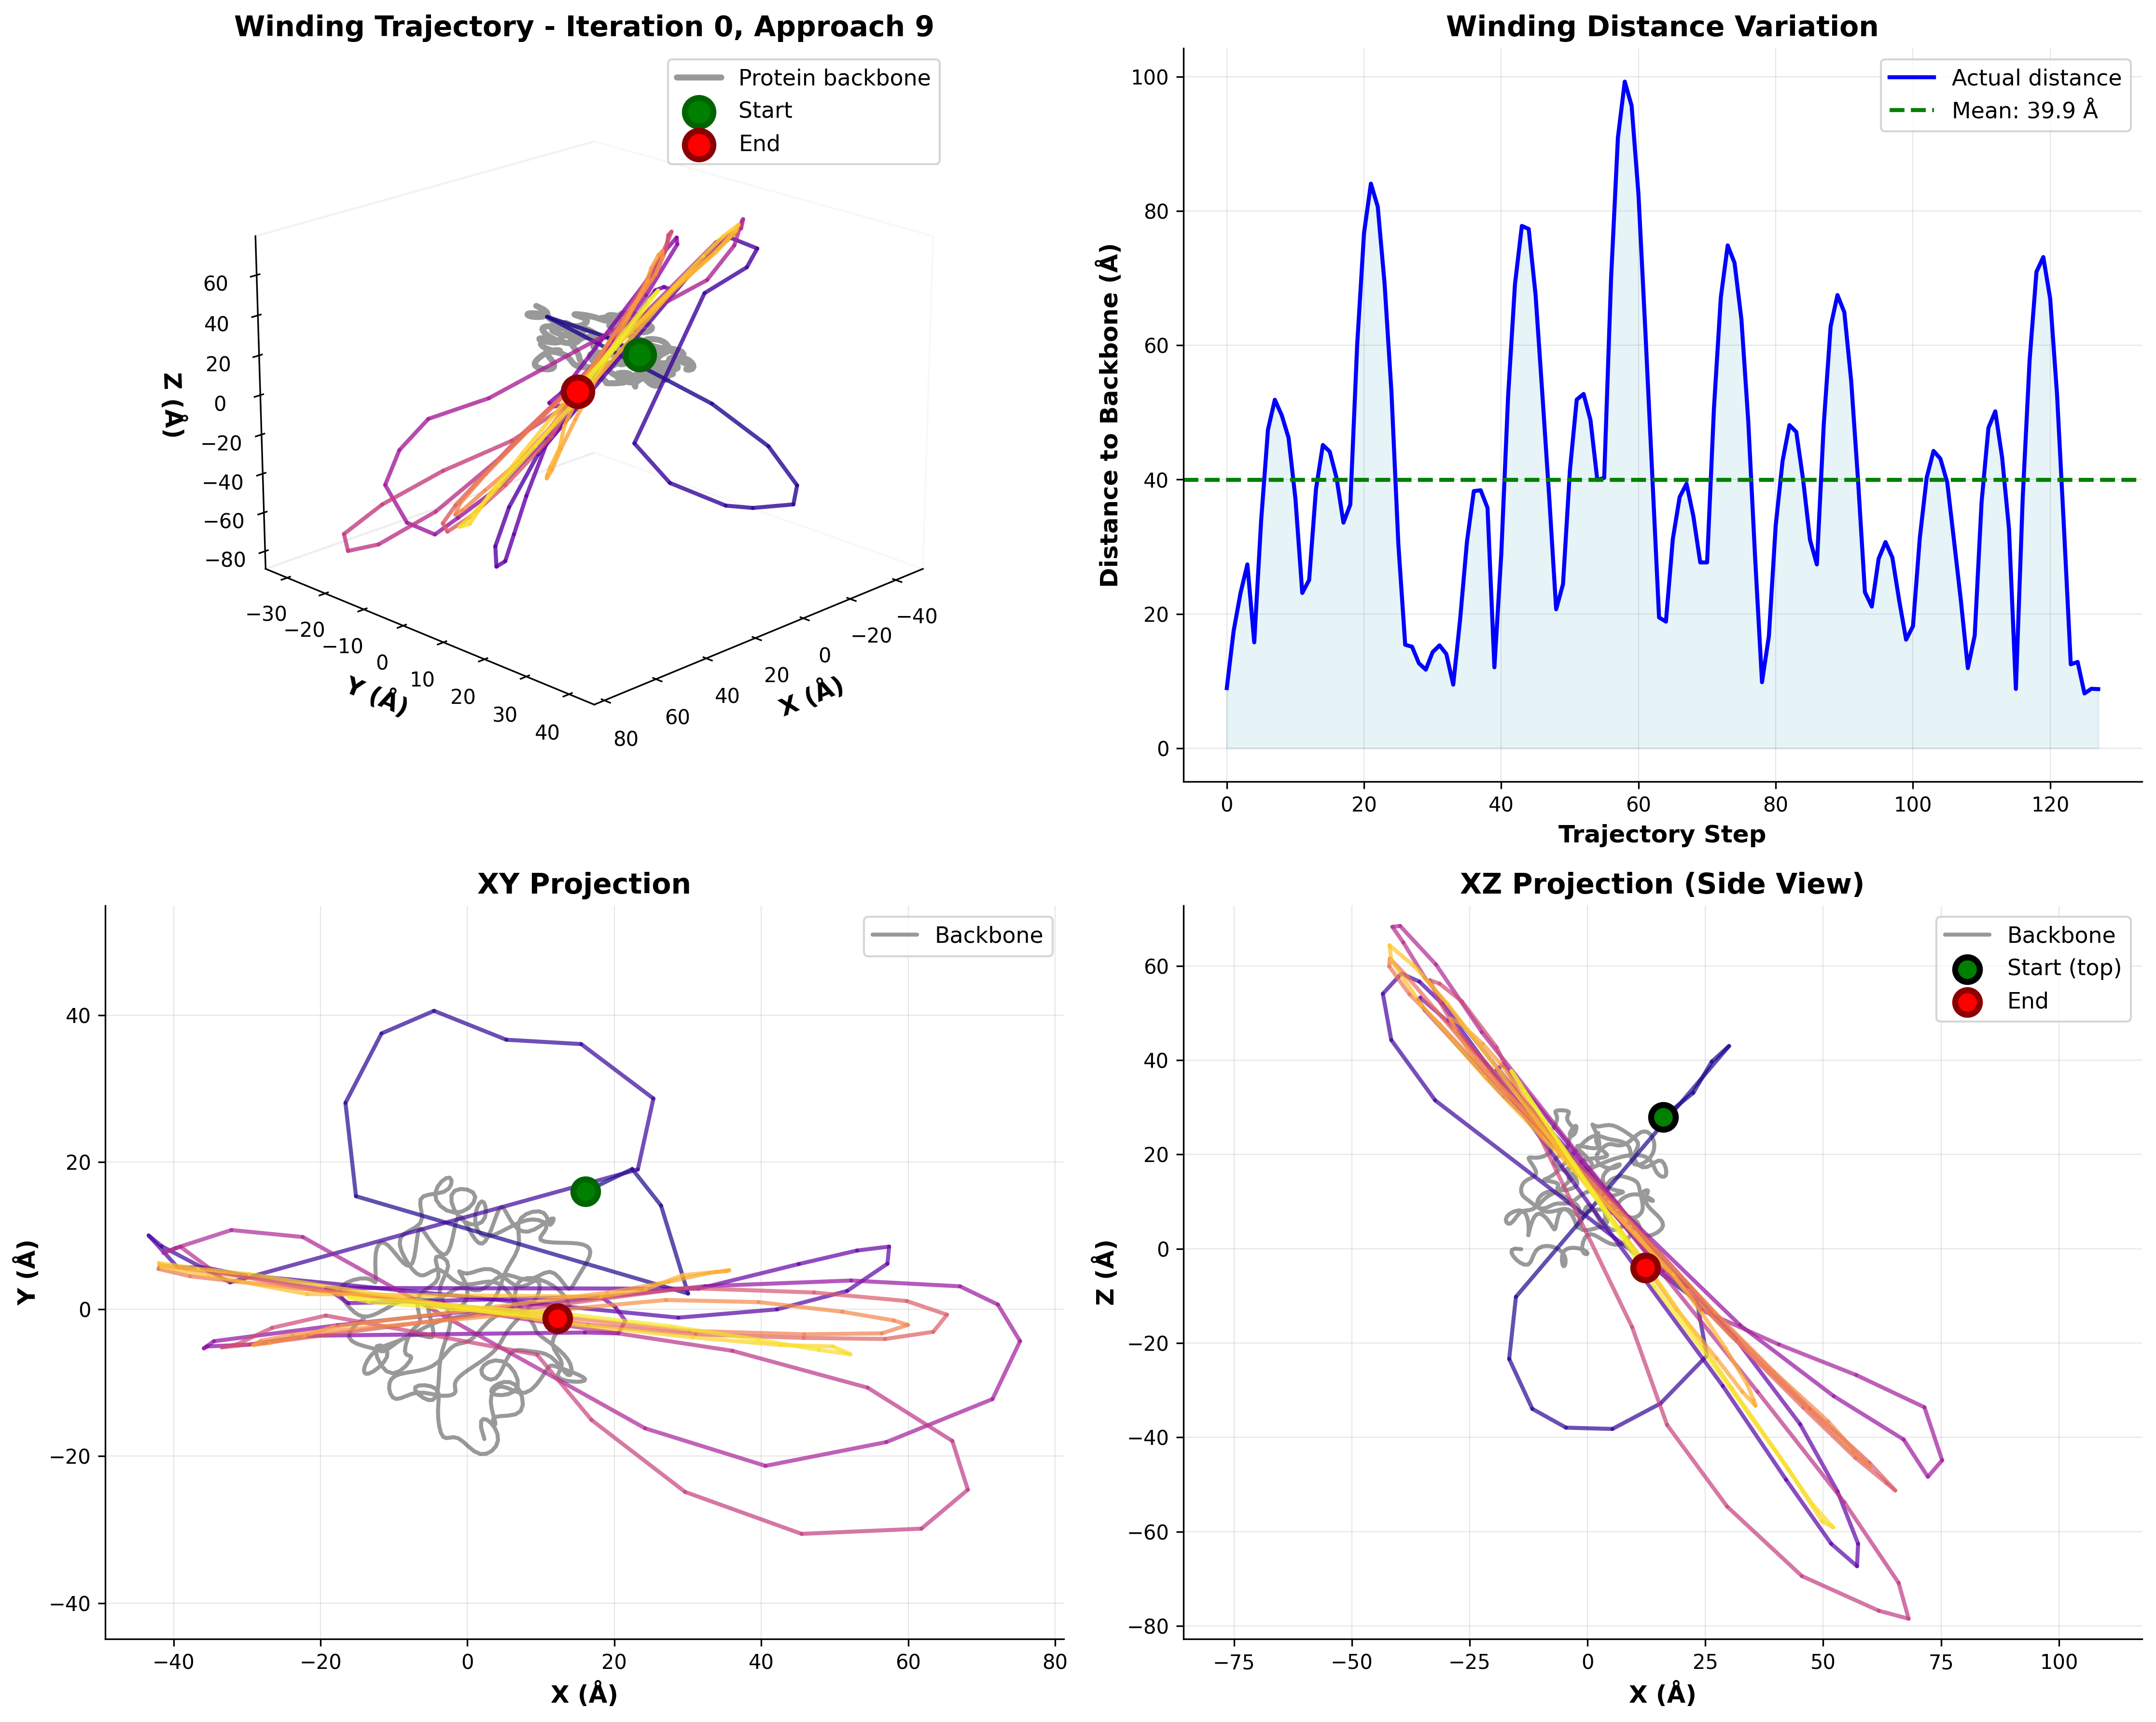 Winding Trajectory - Iteration 0, Approach 9
Protein backbone
Start
End
60
40
20
0
−20
−40
−60
−80
Z (Å)
−30
−20
−10
0
10
20
30
40
Y (Å)
−40
−20
0
20
40
60
80
X (Å)
Winding Distance Variation
Actual distance
Mean: 39.9 Å
100
80
60
40
20
0
Distance to Backbone (Å)
0 20 40 60 80 100 120
Trajectory Step
XY Projection
Backbone
40
20
0
−20
−40
Y (Å)
−40 −20 0 20 40 60 80
X (Å)
XZ Projection (Side View)
Backbone
Start (top)
End
60
40
20
0
−20
−40
−60
−80
Z (Å)
−75 −50 −25 0 25 50 75 100
X (Å)